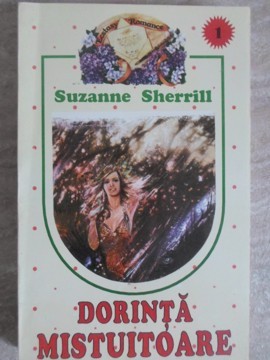 Romance
1
Suzanne Sherrill
DORINȚĂ
MISTUITOARE